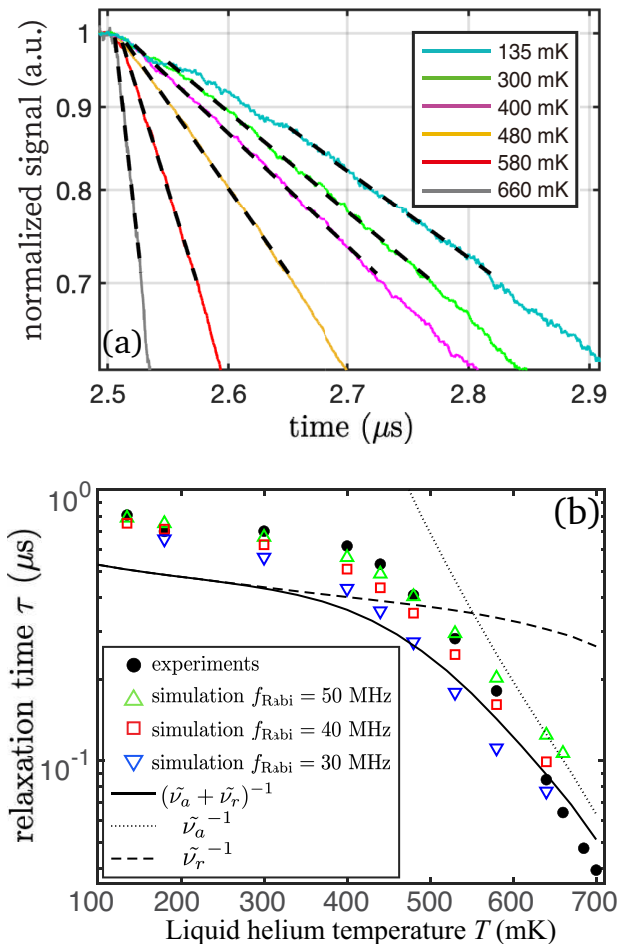 1
0.9
0.8
0.7
normalized signal (a.u.)
135 mK
300 mK
400 mK
480 mK
580 mK
660 mK
(a)
2.5 2.6 2.7 2.8 2.9
time (μs)
(b)
10⁰
10⁻¹
relaxation time τ (μs)
experiments
simulation f_Rabi = 50 MHz
simulation f_Rabi = 40 MHz
simulation f_Rabi = 30 MHz
(ν̃_a + ν̃_r)⁻¹
ν̃_a⁻¹
ν̃_r⁻¹
100 200 300 400 500 600 700
Liquid helium temperature T (mK)